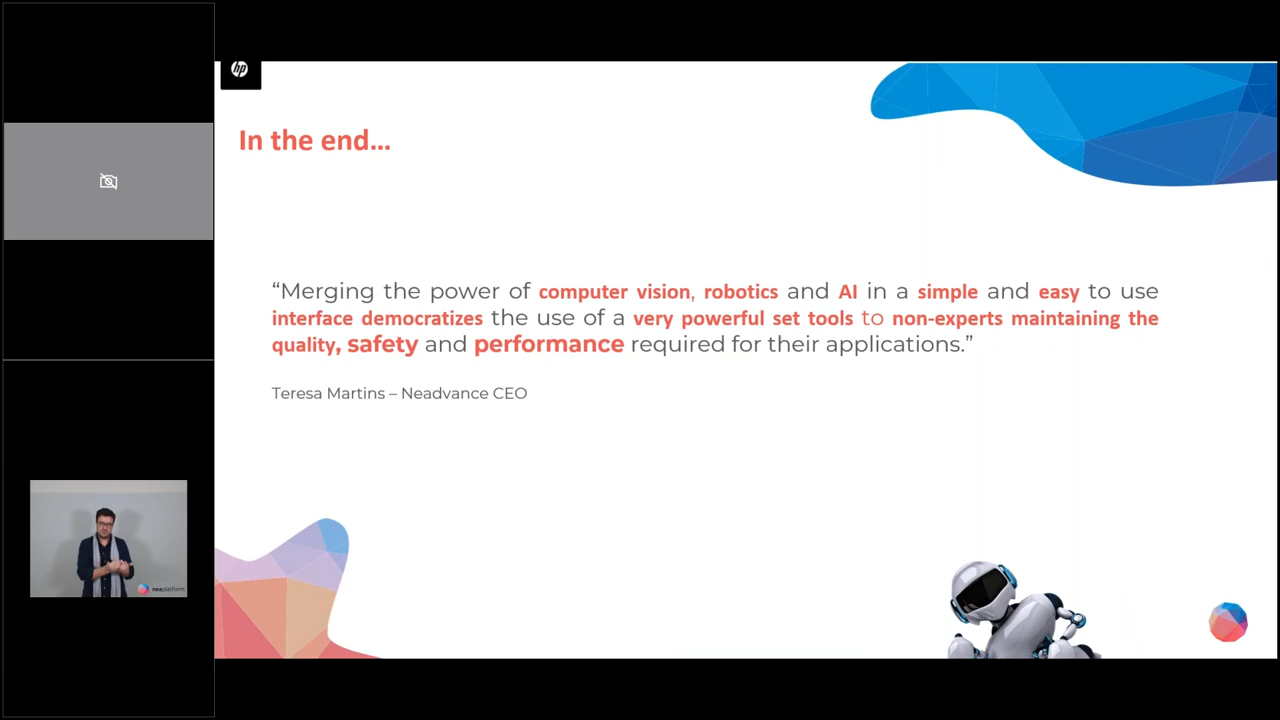 hp
In the end...
“Merging the power of computer vision, robotics and AI in a simple and easy to use
interface democratizes the use of a very powerful set tools to non-experts maintaining the
quality, safety and performance required for their applications.”
Teresa Martins – Neadvance CEO
neaplatform